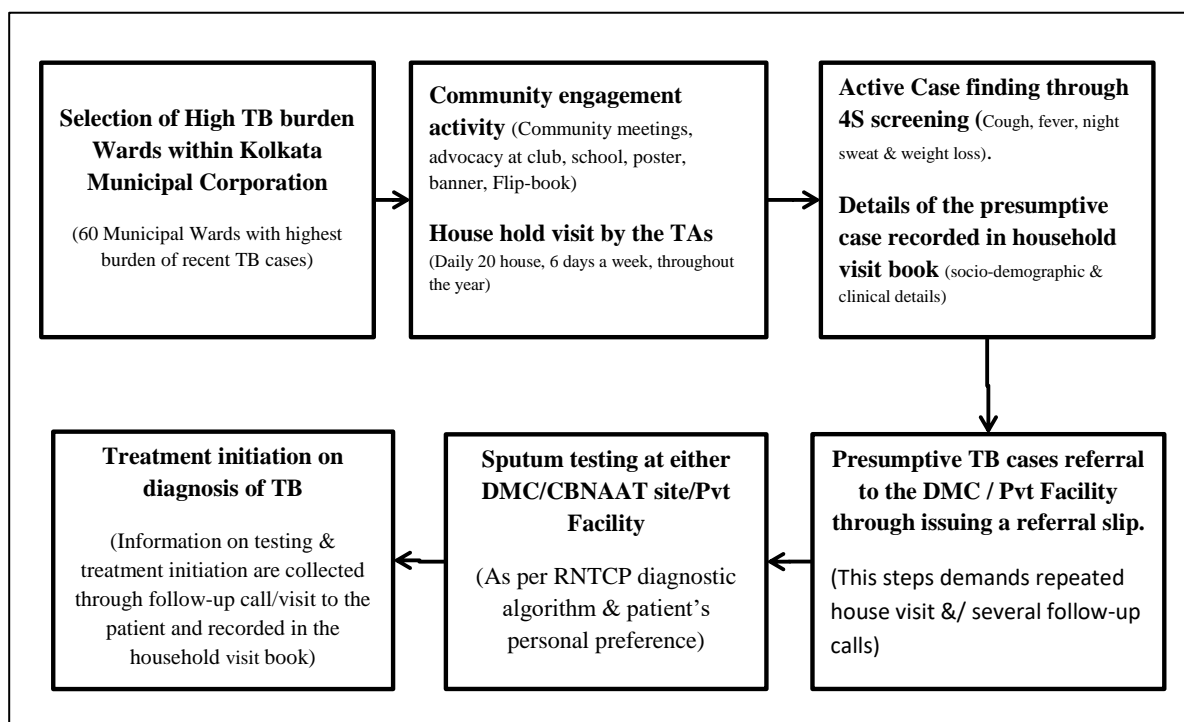 Selection of High TB burden
Wards within Kolkata
Municipal Corporation
(60 Municipal Wards with highest
burden of recent TB cases)
Community engagement
activity (Community meetings,
advocacy at club, school, poster,
banner, Flip-book)
House hold visit by the TAs
(Daily 20 house, 6 days a week, throughout
the year)
Active Case finding through
4S screening (Cough, fever, night
sweat & weight loss).
Details of the presumptive
case recorded in household
visit book (socio-demographic &
clinical details)
Presumptive TB cases referral
to the DMC / Pvt Facility
through issuing a referral slip.
(This steps demands repeated
house visit &/ several follow-up
calls)
Sputum testing at either
DMC/CBNAAT site/Pvt
Facility
(As per RNTCP diagnostic
algorithm & patient's
personal preference)
Treatment initiation on
diagnosis of TB
(Information on testing &
treatment initiation are collected
through follow-up call/visit to the
patient and recorded in the
household visit book)